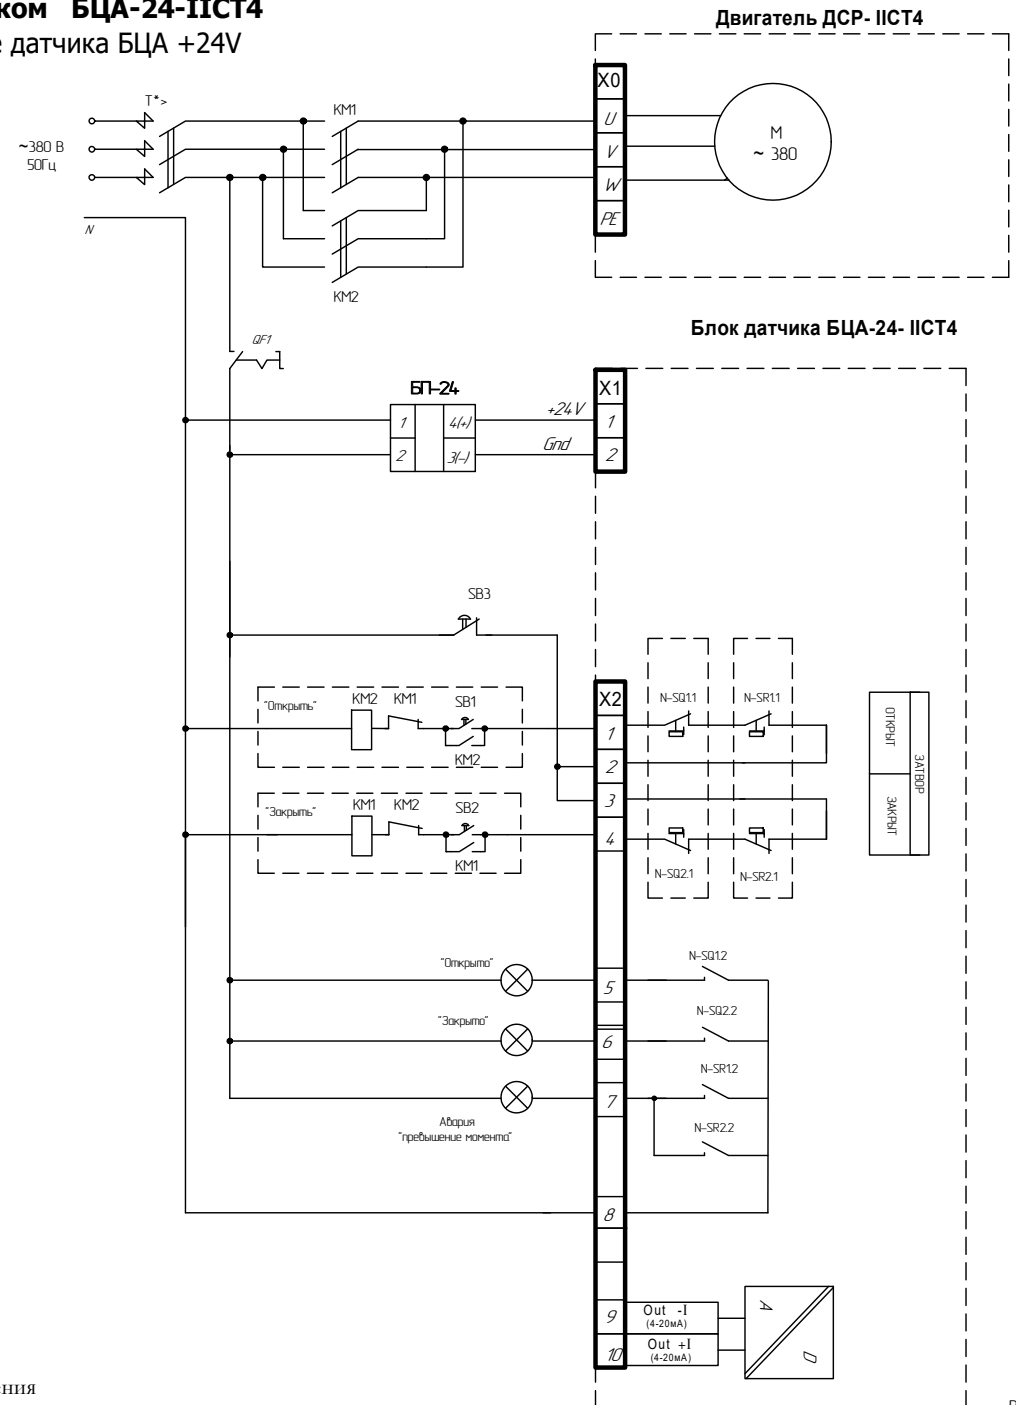 ком БЦА-24-IIСТ4
е датчика БЦА +24V
Двигатель ДСР- IIСТ4
T*>
KM1
~380 В
50Гц
N
KM2
X0
U
V
W
PE
M
~ 380
QF1
Блок датчика БЦА-24- IIСТ4
БП-24
1
4(+)
2
3(-)
+24V
Gnd
X1
1
2
SB3
"Открыть"
KM2
KM1
SB1
KM2
"Закрыть"
KM1
KM2
SB2
KM1
X2
1
2
3
4
N-SQ1.1
N-SR1.1
N-SQ2.1
N-SR2.1
ОТКРЫТ
ЗАКРЫТ
ЗАТВОР
"Открыто"
5
N-SQ1.2
"Закрыто"
6
N-SQ2.2
7
N-SR1.2
Авария
"превышение момента"
N-SR2.2
8
9
Out -I
(4-20мА)
10
Out +I
(4-20мА)
A
D
ния